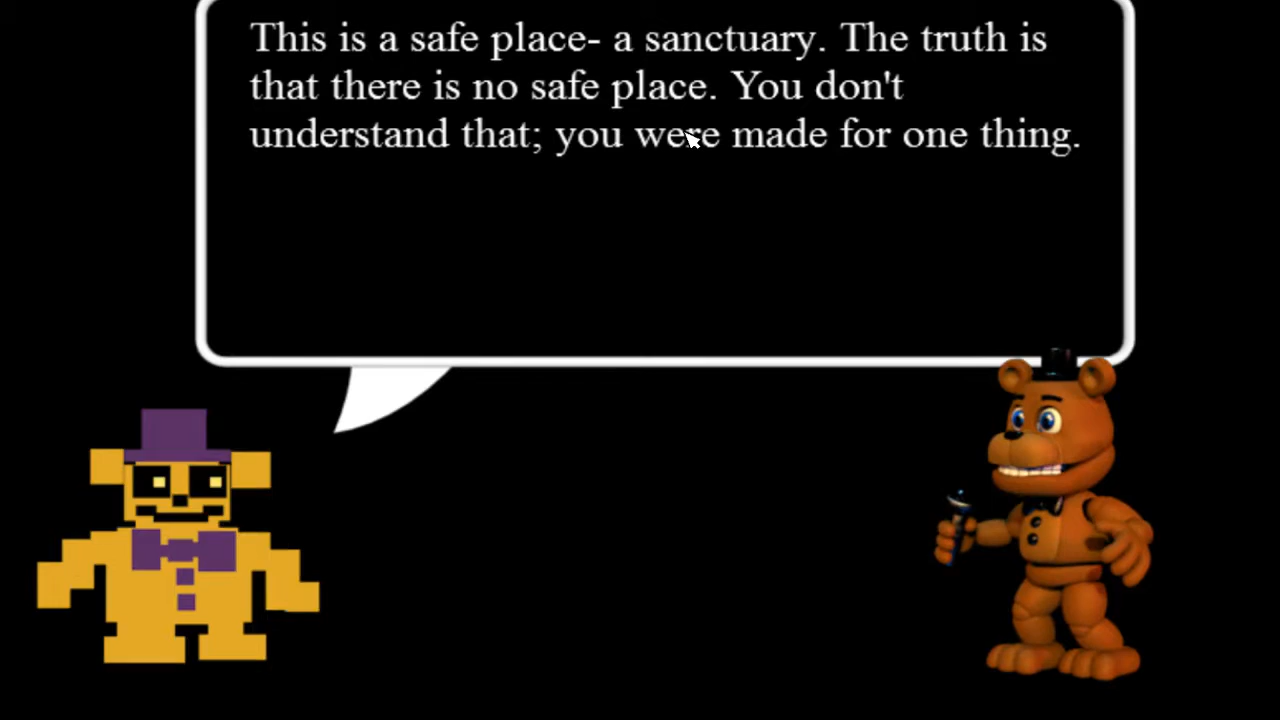 This is a safe place- a sanctuary. The truth is
that there is no safe place. You don't
understand that; you were made for one thing.